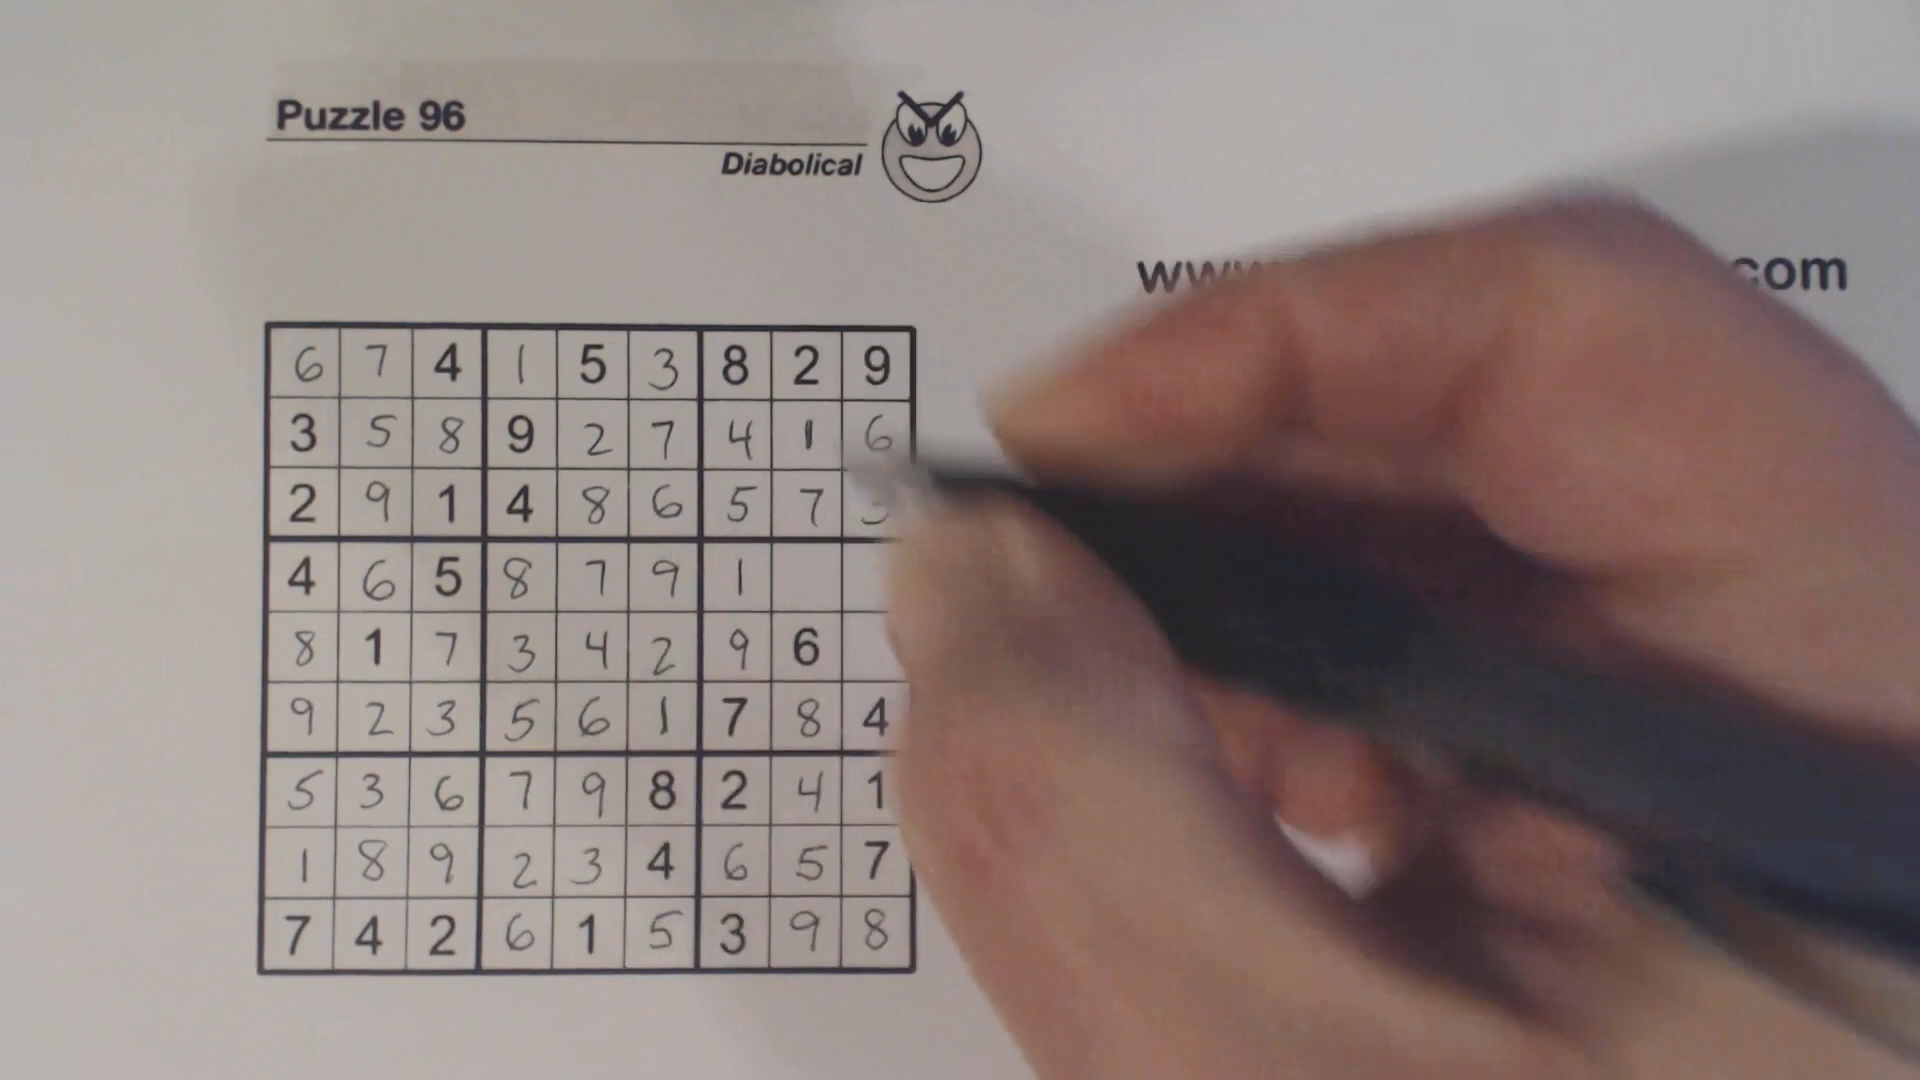 Puzzle 96
Diabolical
com
6 7 4 1 5 3 8 2 9
3 5 8 9 2 7 4 1 6
2 9 1 4 8 6 5 7 3
4 6 5 8 7 9 1
8 1 7 3 4 2 9 6
9 2 3 5 6 1 7 8 4
5 3 6 7 9 8 2 4 1
1 8 9 2 3 4 6 5 7
7 4 2 6 1 5 3 9 8